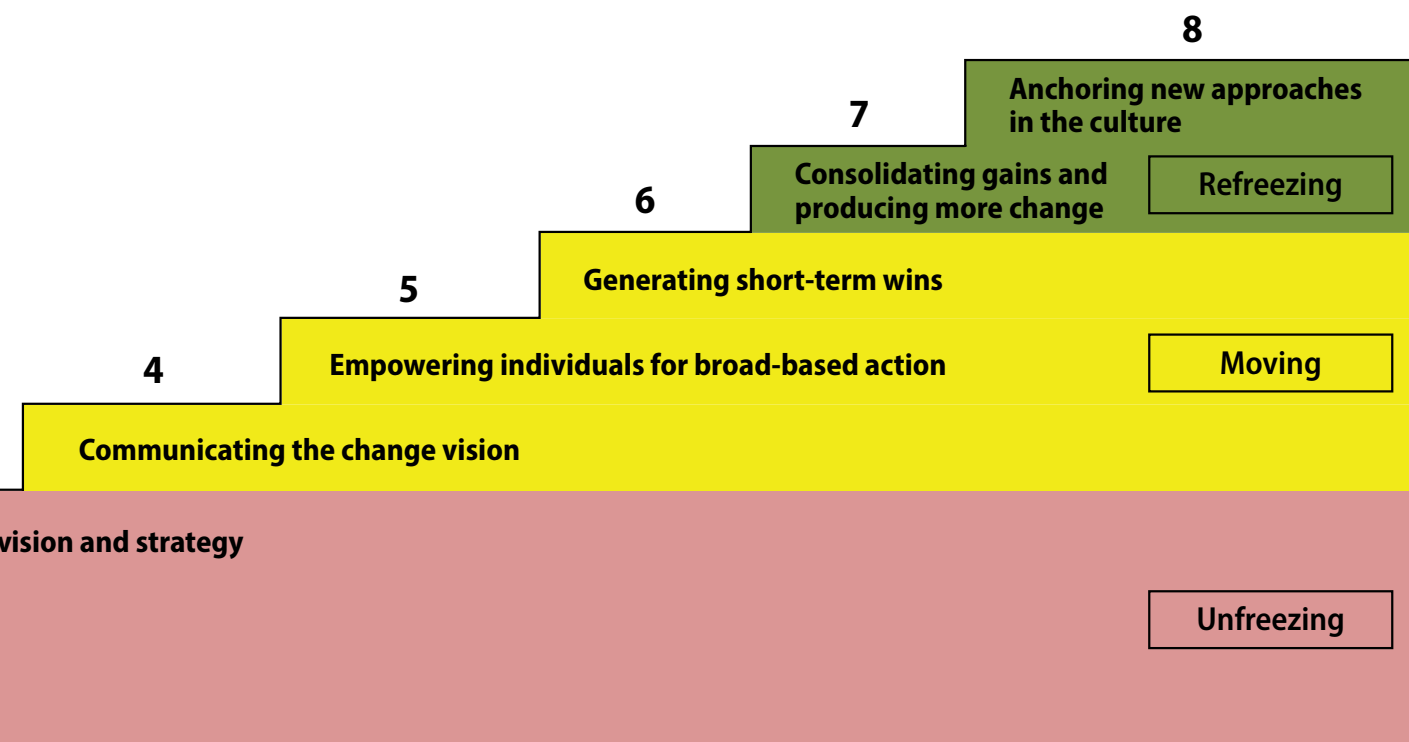 8
Anchoring new approaches
in the culture
7
Consolidating gains and
producing more change
Refreezing
6
Generating short-term wins
5
Empowering individuals for broad-based action
Moving
4
Communicating the change vision
vision and strategy
Unfreezing